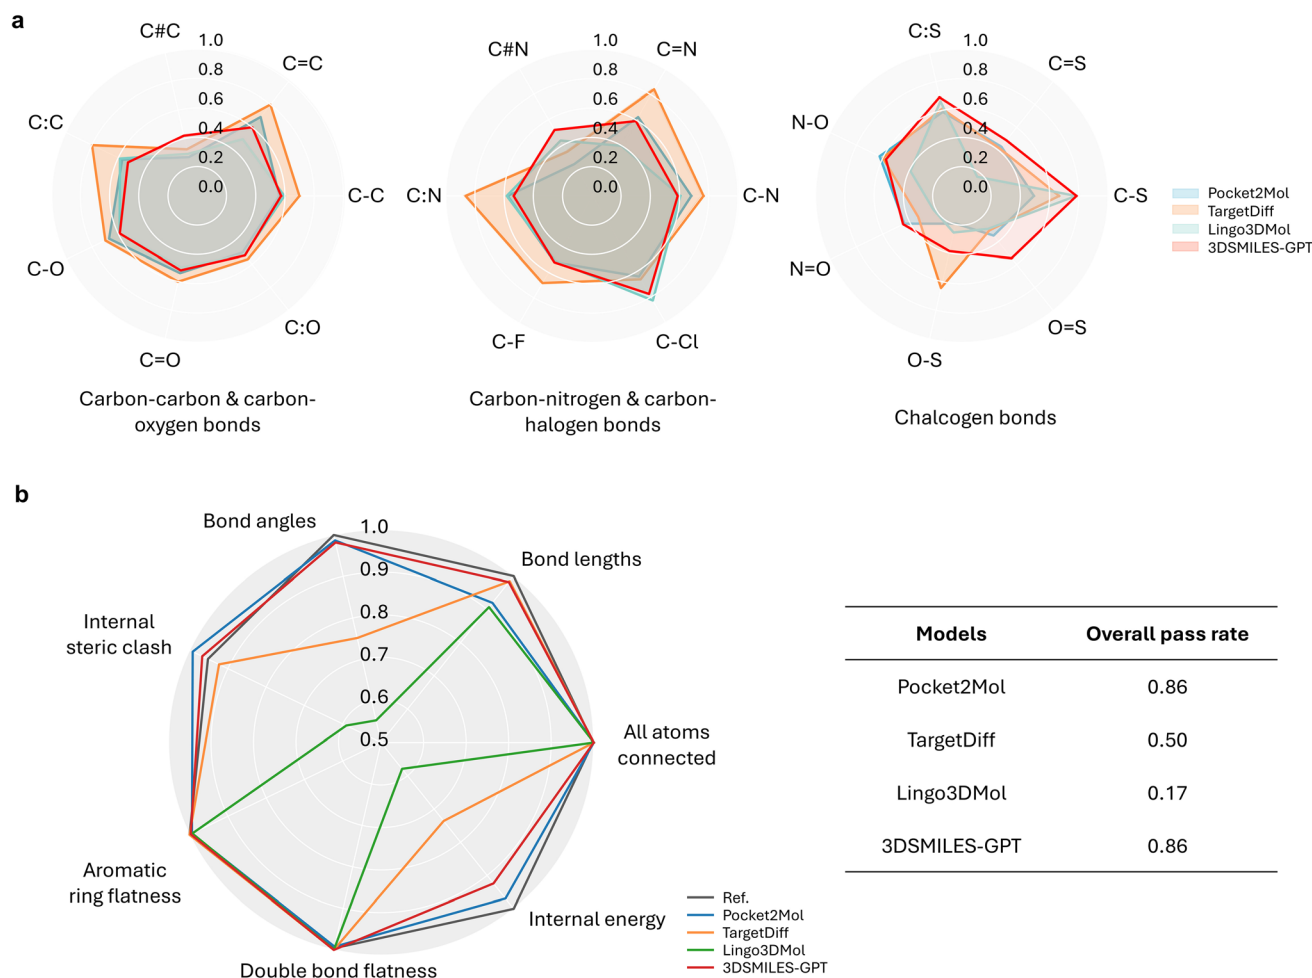 a
C#C
C=C
C:C
C-C
C-O
C:O
C=O
1.0
0.8
0.6
0.4
0.2
0.0
Carbon-carbon & carbon-
oxygen bonds
C#N
C=N
C:N
C-N
C-F
C-Cl
1.0
0.8
0.6
0.4
0.2
0.0
Carbon-nitrogen & carbon-
halogen bonds
C:S
C=S
N-O
C-S
N=O
O=S
O-S
1.0
0.8
0.6
0.4
0.2
0.0
Chalcogen bonds
Pocket2Mol
TargetDiff
Lingo3DMol
3DSMILES-GPT
b
Bond angles
Bond lengths
Internal
steric clash
All atoms
connected
Aromatic
ring flatness
Internal energy
Double bond flatness
1.0
0.9
0.8
0.7
0.6
0.5
Ref.
Pocket2Mol
TargetDiff
Lingo3DMol
3DSMILES-GPT
Models Overall pass rate
Pocket2Mol 0.86
TargetDiff 0.50
Lingo3DMol 0.17
3DSMILES-GPT 0.86